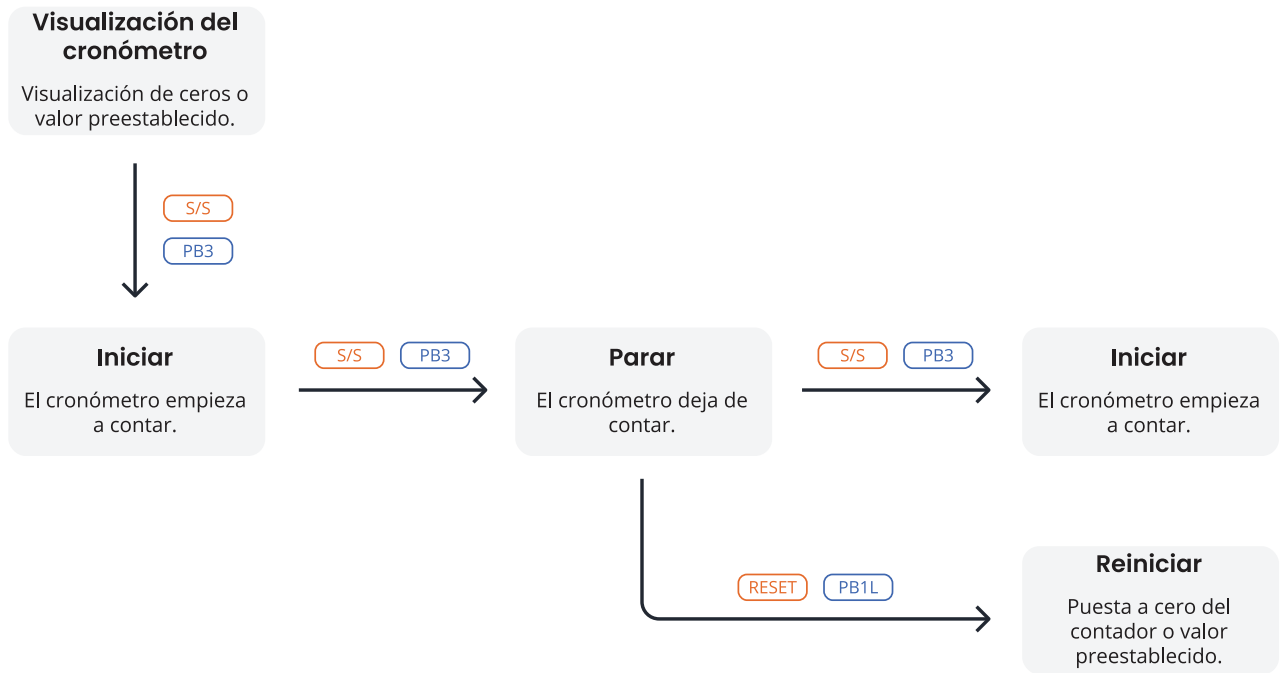 Visualización del
cronómetro
Visualización de ceros o
valor preestablecido.
S/S
PB3
Iniciar
El cronómetro empieza
a contar.
S/S PB3
Parar
El cronómetro deja de
contar.
S/S PB3
Iniciar
El cronómetro empieza
a contar.
RESET PB1L
Reiniciar
Puesta a cero del
contador o valor
preestablecido.